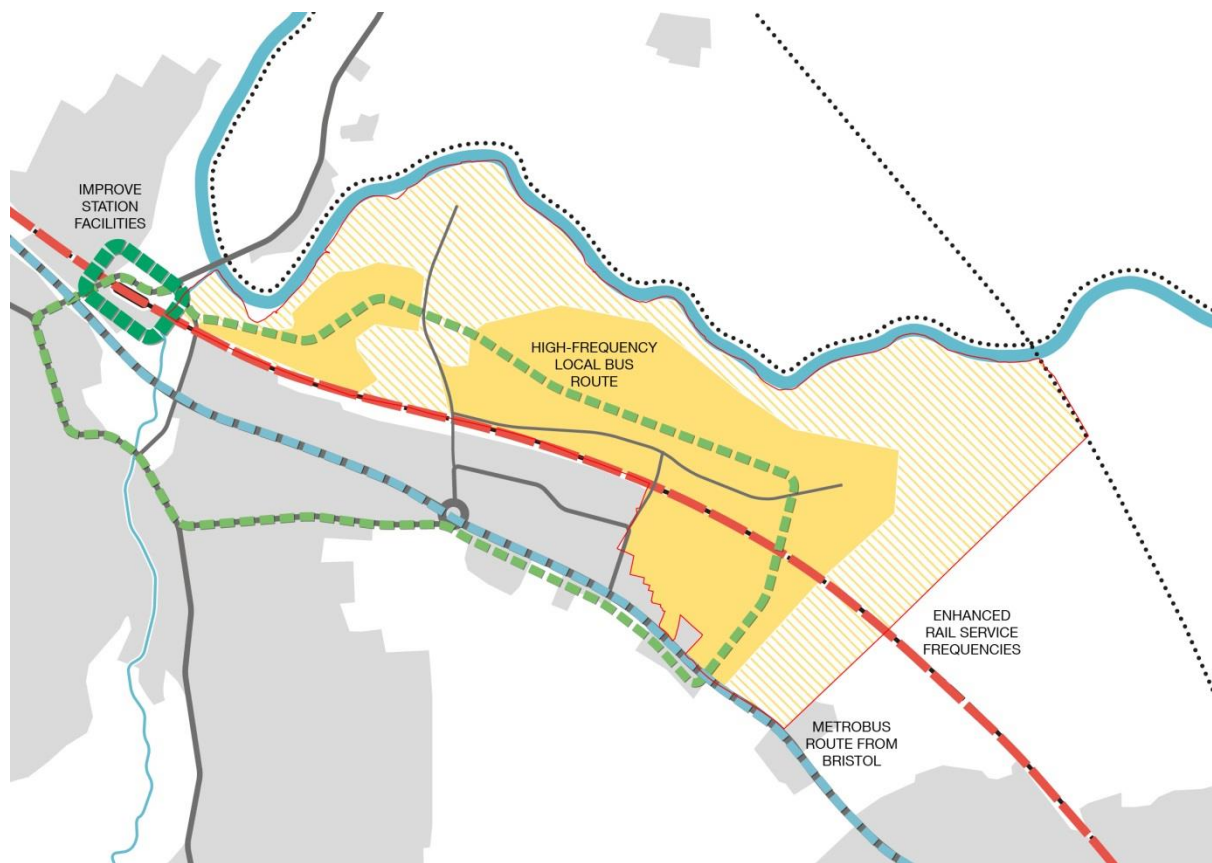 IMPROVE
STATION
FACILITIES
HIGH-FREQUENCY
LOCAL BUS
ROUTE
ENHANCED
RAIL SERVICE
FREQUENCIES
METROBUS
ROUTE FROM
BRISTOL